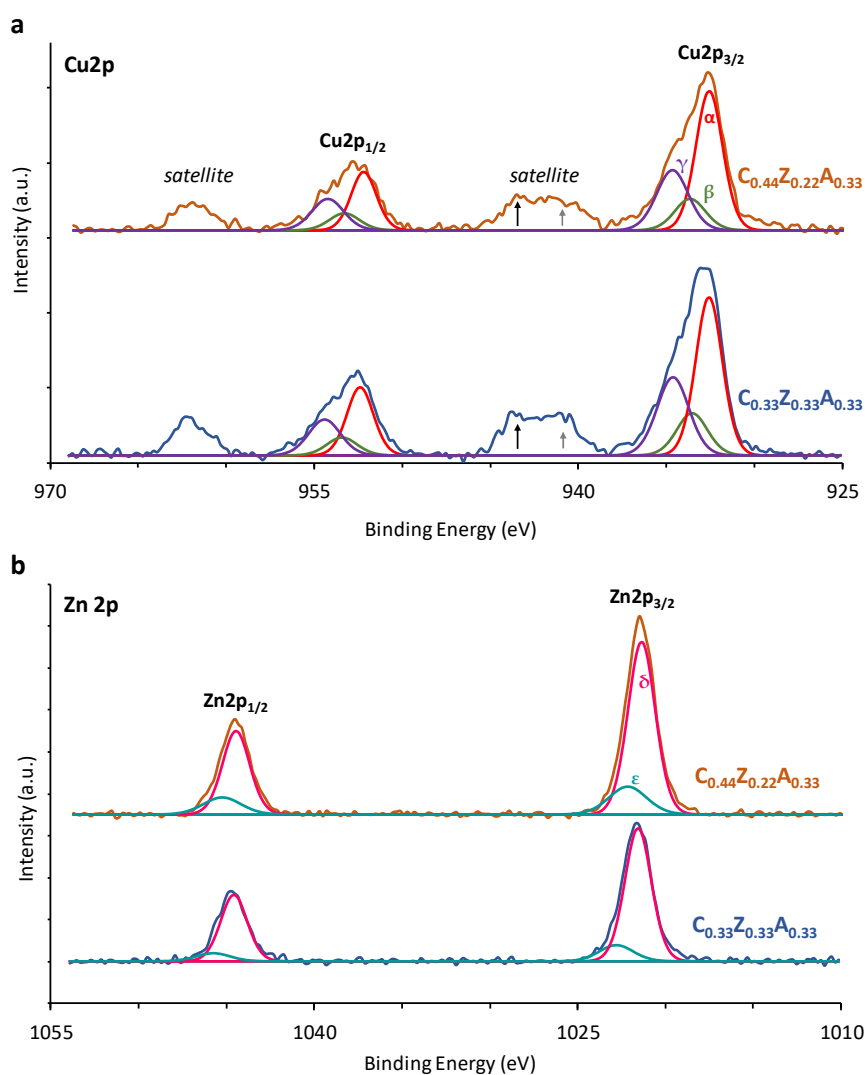 a
Cu2p
Cu2p3/2
Cu2p1/2
satellite
satellite
α
γ
β
C0.44Z0.22A0.33
C0.33Z0.33A0.33
Intensity (a.u.)
970
955
940
925
Binding Energy (eV)
b
Zn 2p
Zn2p3/2
Zn2p1/2
δ
ε
C0.44Z0.22A0.33
C0.33Z0.33A0.33
Intensity (a.u.)
1055
1040
1025
1010
Binding Energy (eV)